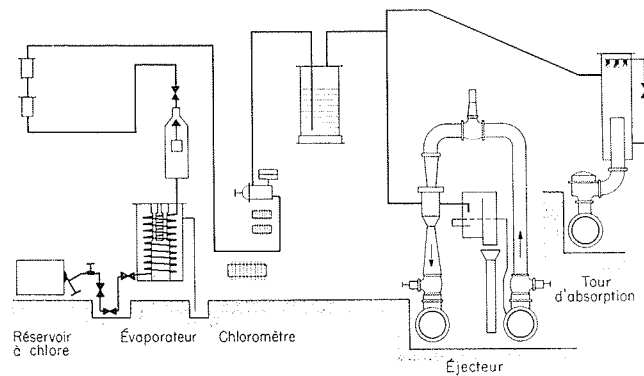 Réservoir
à chlore
Évaporateur
Chloromètre
Éjecteur
Tour
d'absorption